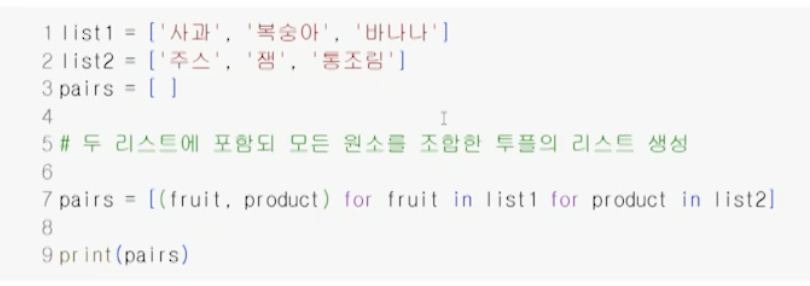 1 list1 = ['사과', '복숭아', '바나나']
2 list2 = ['주스', '잼', '통조림']
3 pairs = [ ]
4
5 # 두 리스트에 포함되 모든 원소를 조합한 투플의 리스트 생성
6
7 pairs = [(fruit, product) for fruit in list1 for product in list2]
8
9 print(pairs)